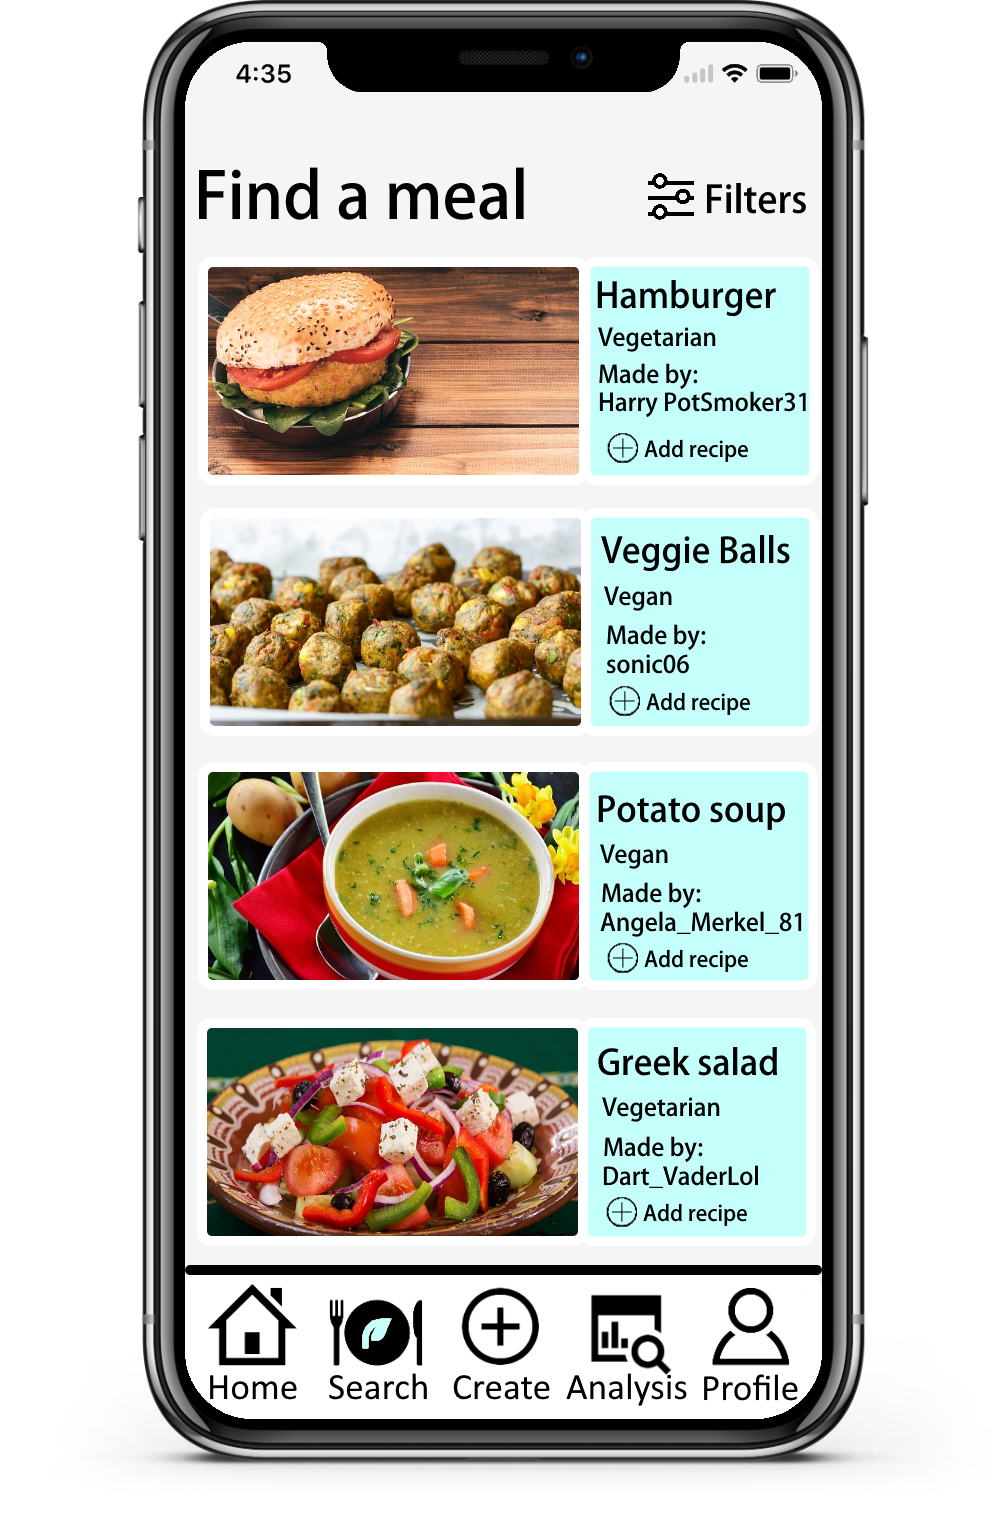 4:35
Find a meal
Filters
Hamburger
Vegetarian
Made by:
Harry PotSmoker31
Add recipe
Veggie Balls
Vegan
Made by:
sonic06
Add recipe
Potato soup
Vegan
Made by:
Angela_Merkel_81
Add recipe
Greek salad
Vegetarian
Made by:
Dart_VaderLol
Add recipe
Home Search Create Analysis Profile